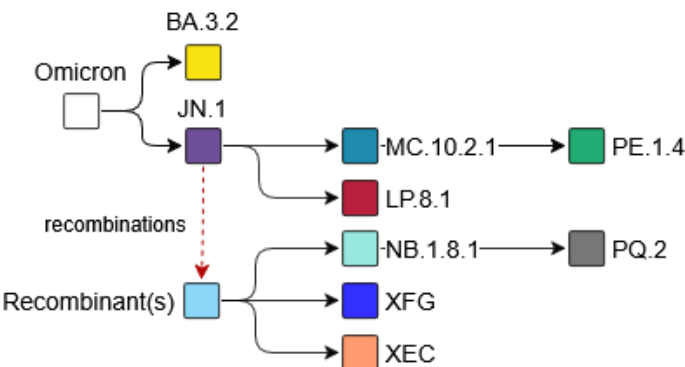 BA.3.2
Omicron
JN.1
MC.10.2.1
PE.1.4
LP.8.1
recombinations
NB.1.8.1
PQ.2
Recombinant(s)
XFG
XEC